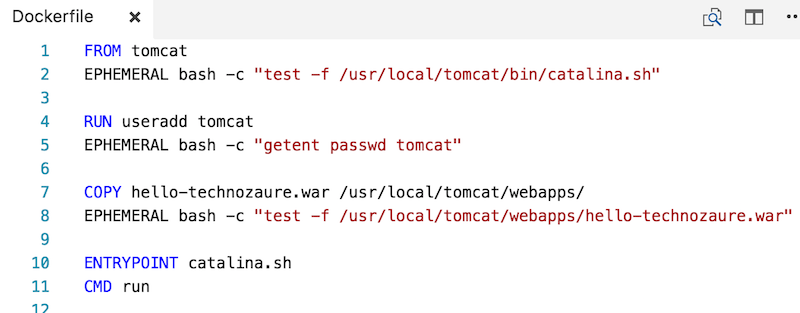 Dockerfile
1 FROM tomcat
2 EPHEMERAL bash -c "test -f /usr/local/tomcat/bin/catalina.sh"
3
4 RUN useradd tomcat
5 EPHEMERAL bash -c "getent passwd tomcat"
6
7 COPY hello-technozaure.war /usr/local/tomcat/webapps/
8 EPHEMERAL bash -c "test -f /usr/local/tomcat/webapps/hello-technozaure.war"
9
10 ENTRYPOINT catalina.sh
11 CMD run
12